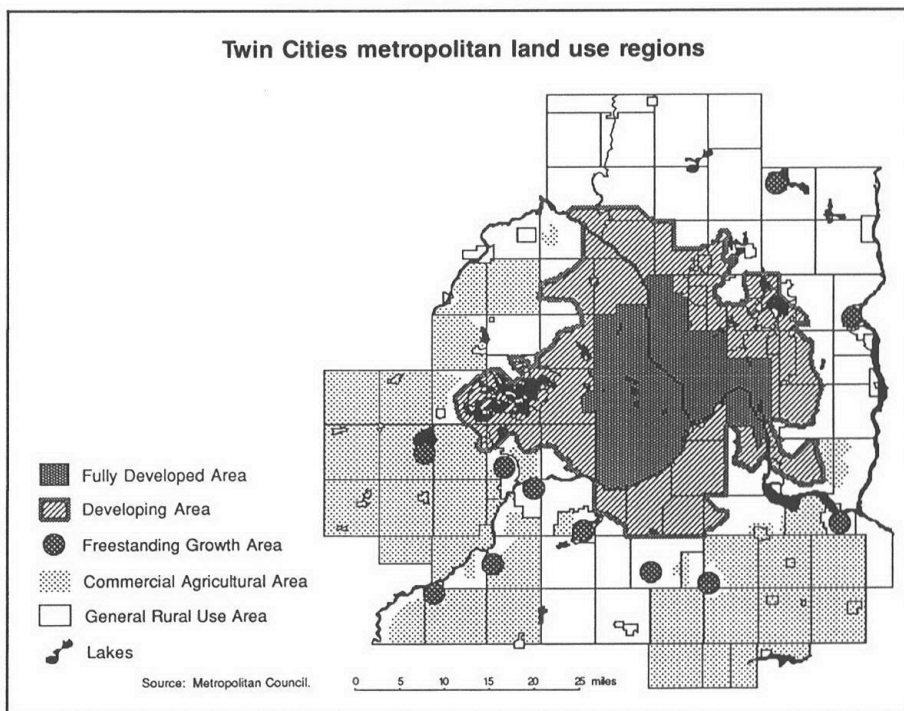 Twin Cities metropolitan land use regions
Fully Developed Area
Developing Area
Freestanding Growth Area
Commercial Agricultural Area
General Rural Use Area
Lakes
Source: Metropolitan Council.
0 5 10 15 20 25 miles